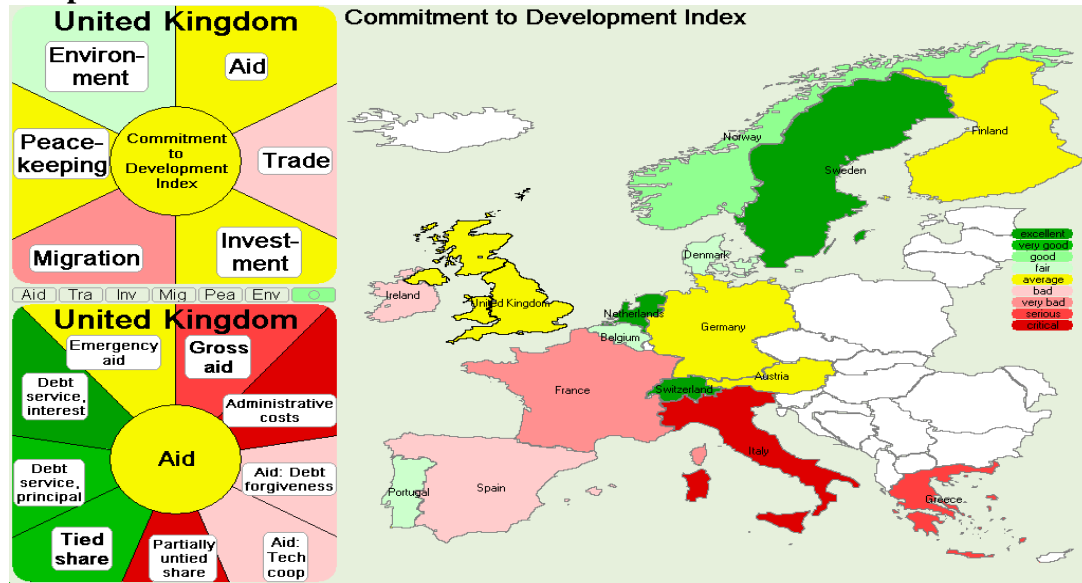 United Kingdom
Environ-
ment
Aid
Peace-
keeping
Commitment
to
Development
Index
Trade
Migration
Invest-
ment
Aid Tra Inv Mig Pea Env
United Kingdom
Emergency
aid
Gross
aid
Debt
service,
interest
Administrative
costs
Aid
Debt
service,
principal
Aid: Debt
forgiveness
Tied
share
Partially
untied
share
Aid:
Tech
coop
Commitment to Development Index
Norway
Finland
Sweden
Denmark
Ireland
United Kingdom
Netherlands
Belgium
Germany
France
Austria
Switzerland
Italy
Portugal
Spain
Greece
excellent
very good
good
fair
average
bad
very bad
serious
critical